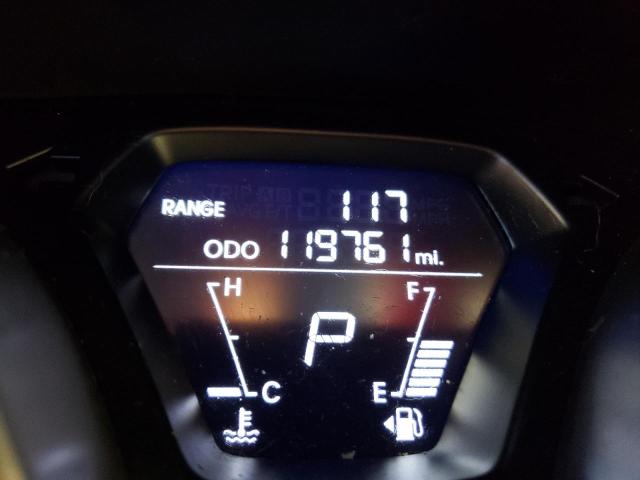 RANGE 117
ODO 119761 mi.
H F
P
C E